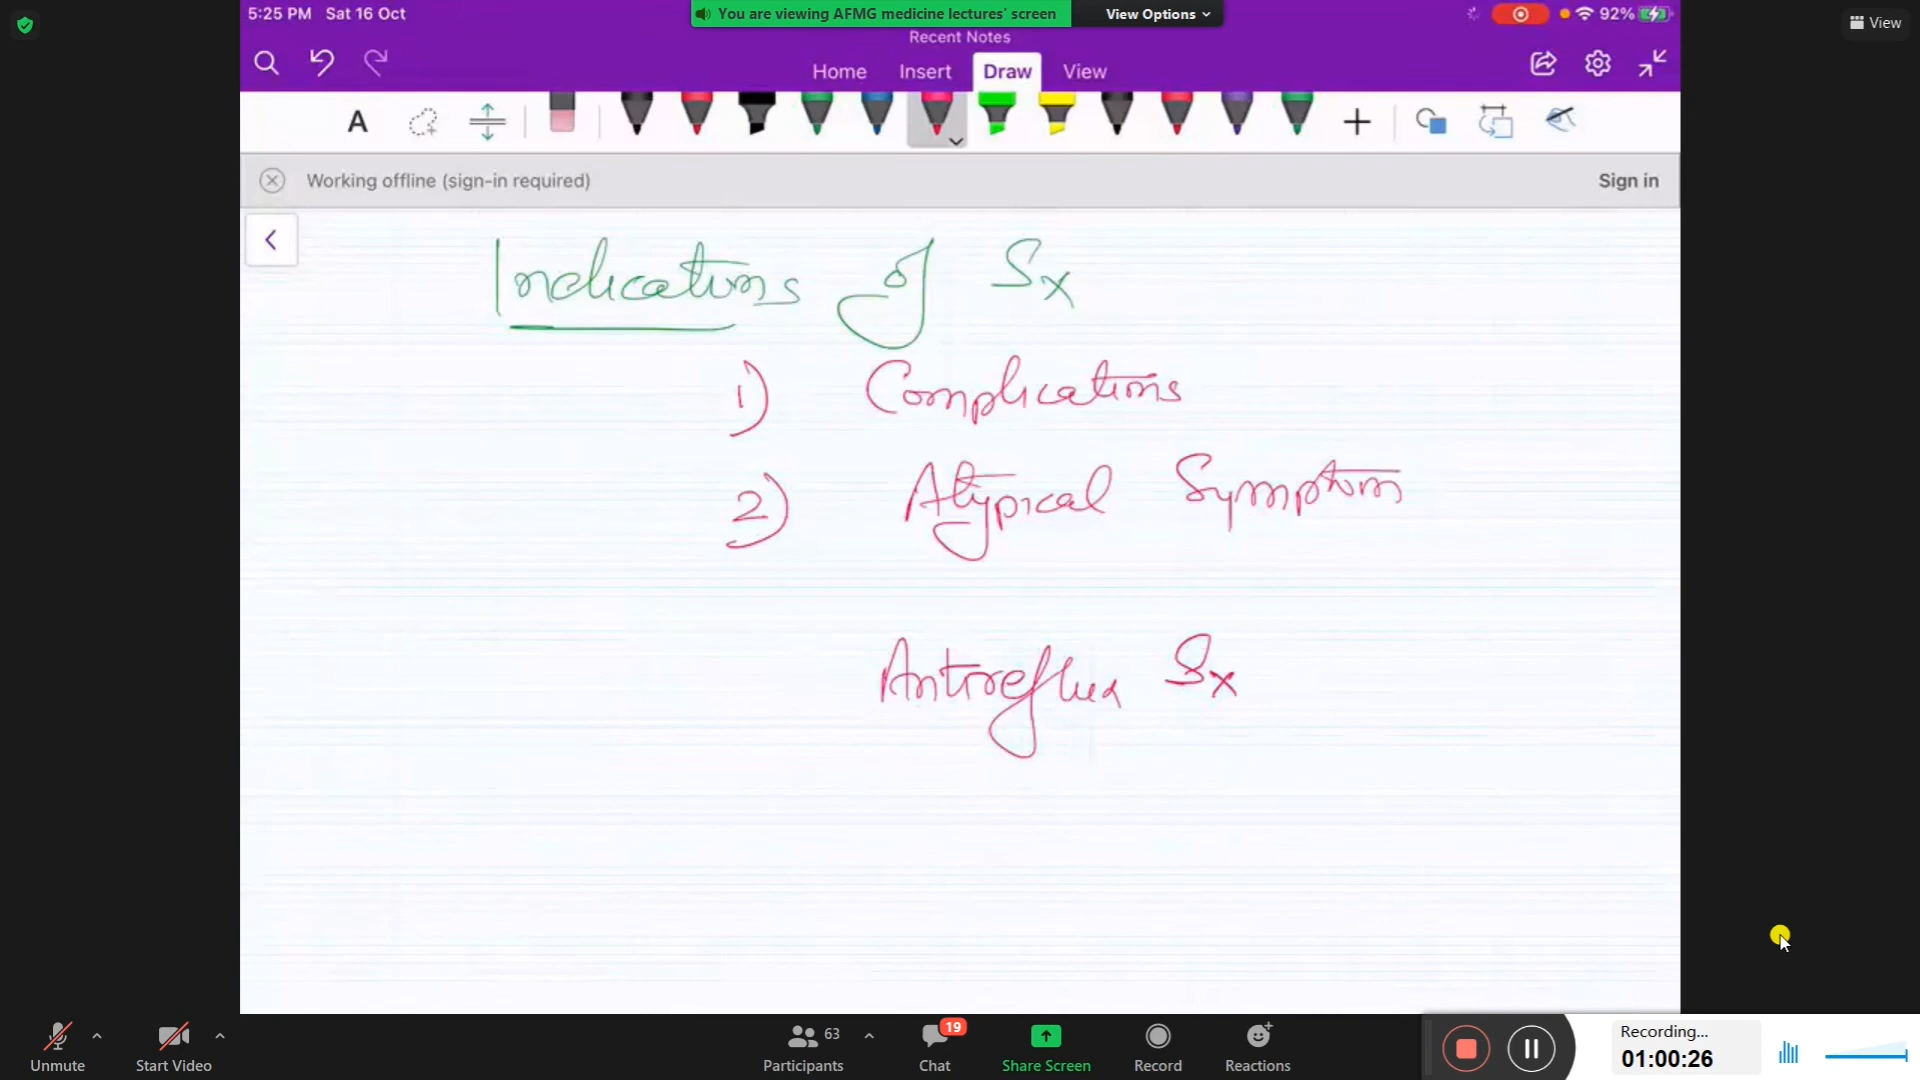 5:25 PM Sat 16 Oct
You are viewing AFMG medicine lectures' screen
View Options
92%
View
Recent Notes
Home Insert Draw View
A
Working offline (sign-in required)
Sign in
Indications of Sx
1) Complications
2) Atypical Symptom
Antireflux Sx
Unmute
Start Video
63
Participants
19
Chat
Share Screen
Record
Reactions
Recording...
01:00:26